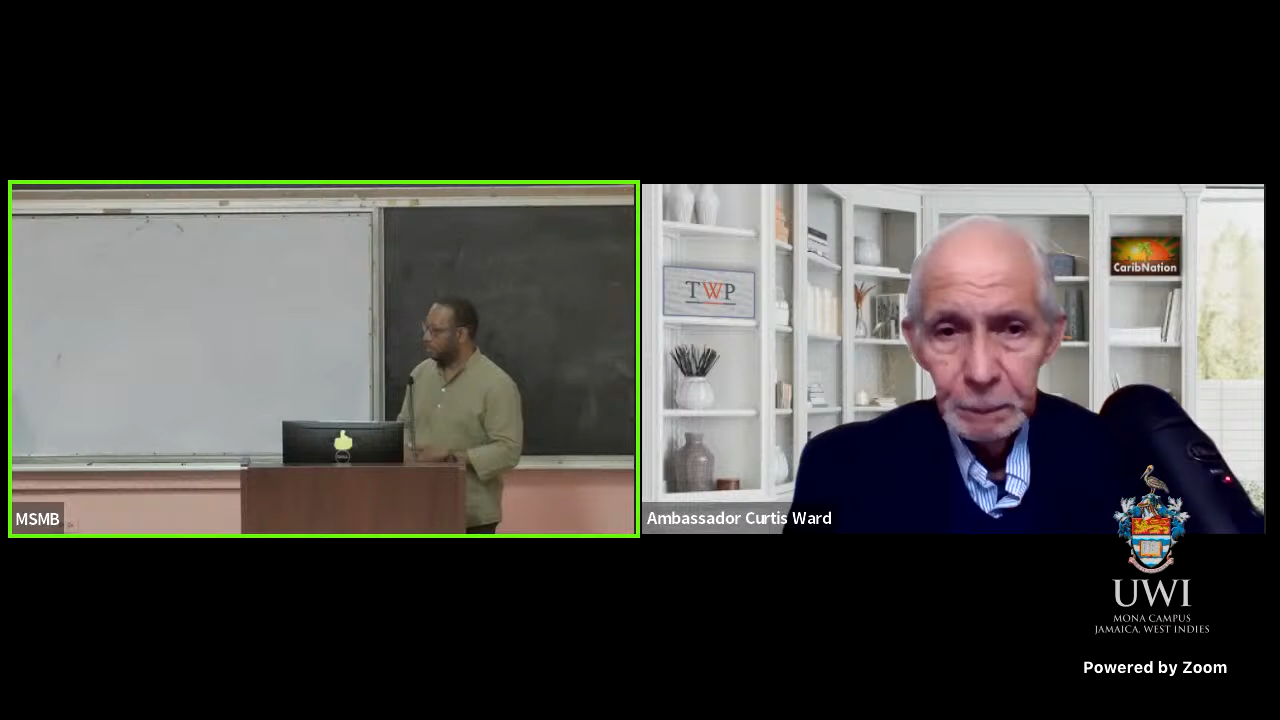 MSMB
TWP
CaribNation
Ambassador Curtis Ward
UWI
MONA CAMPUS
JAMAICA, WEST INDIES
Powered by Zoom